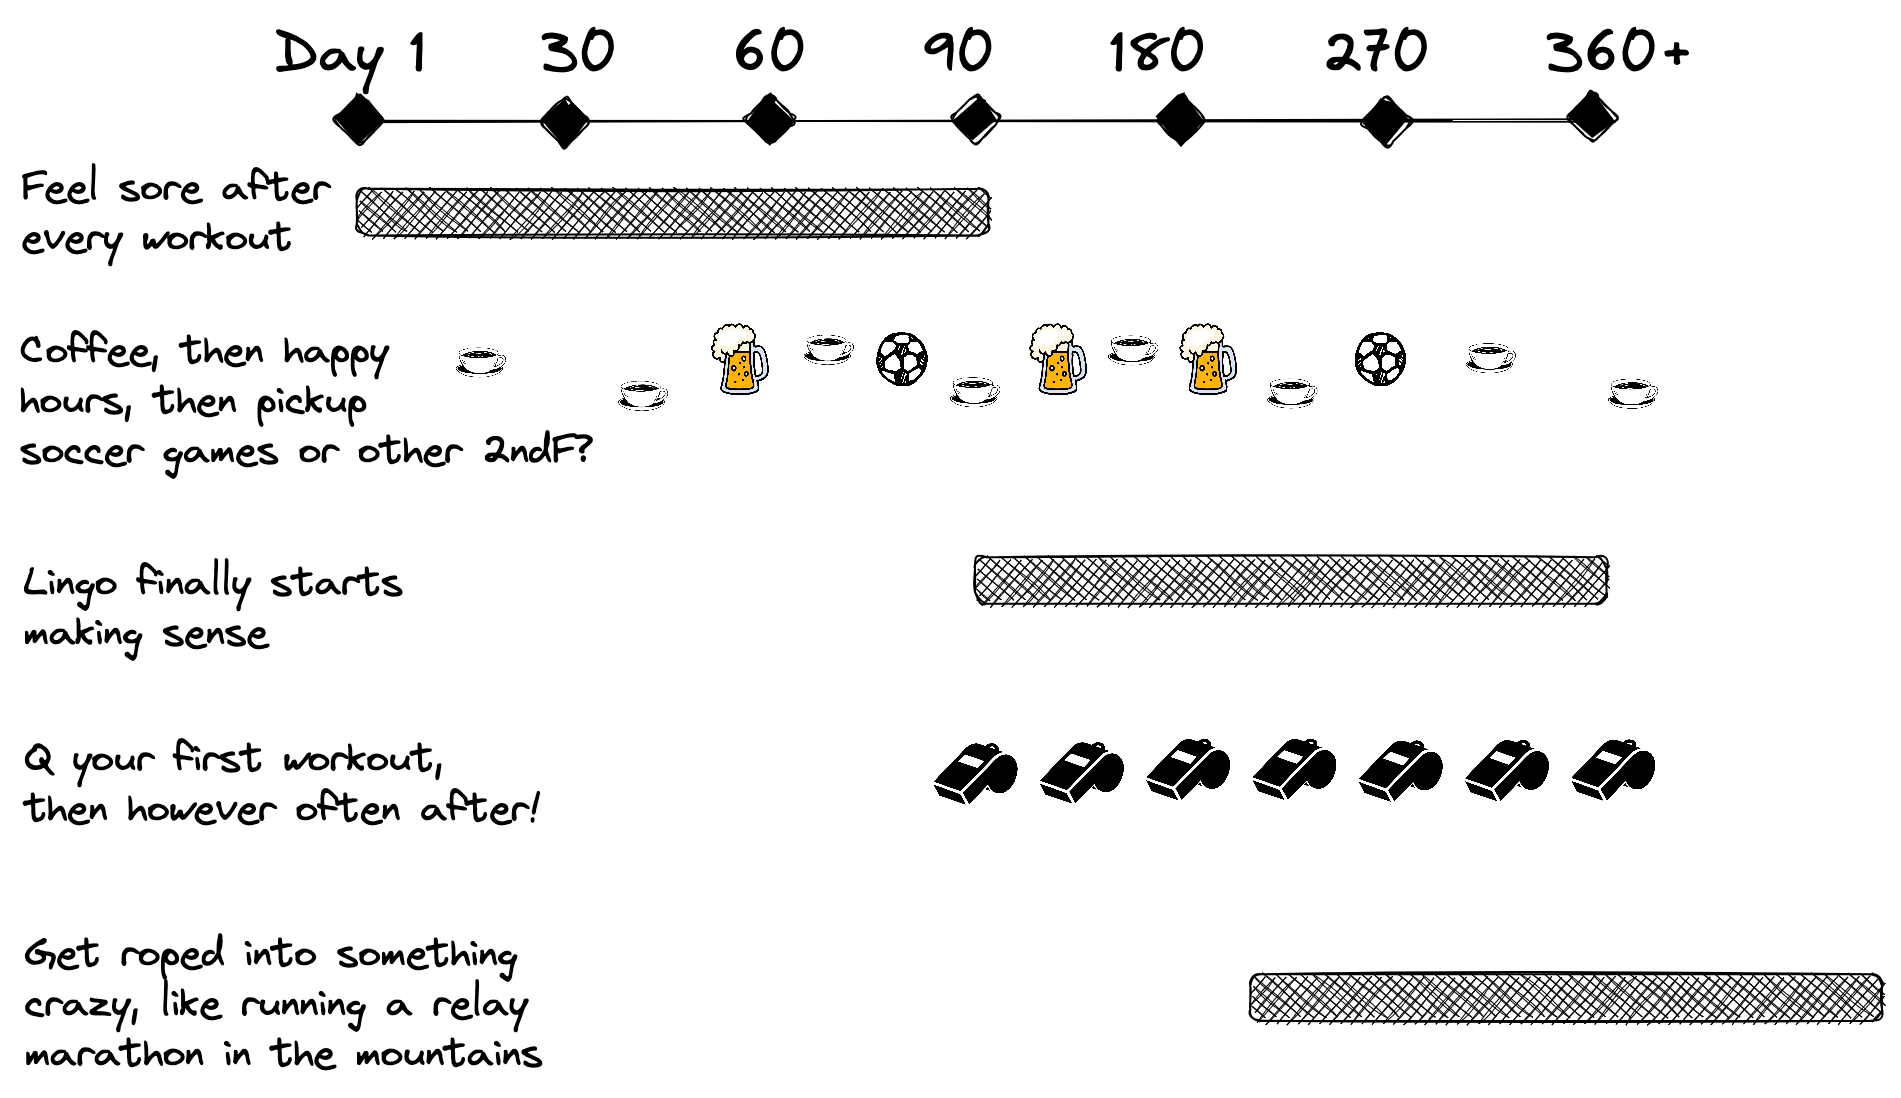 Day 1 30 60 90 180 270 360+
Feel sore after
every workout
Coffee, then happy
hours, then pickup
soccer games or other 2ndF?
Lingo finally starts
making sense
Q your first workout,
then however often after!
Get roped into something
crazy, like running a relay
marathon in the mountains